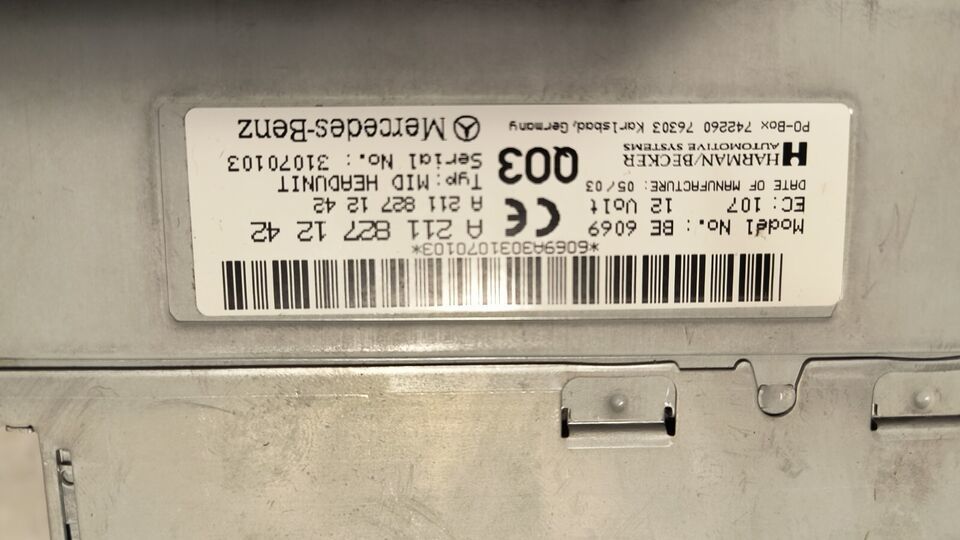 *6069A3031070103*
Model No.: BE 6069
EC: 107 12 Volt
DATE OF MANUFACTURE: 05/03
HARMAN/BECKER
AUTOMOTIVE SYSTEMS
PO-Box 742260 76303 Karlsbad, Germany
CE
Q03
A 211 827 12 42
A 211 827 12 42
Typ: MID HEADUNIT
Serial No.: 31070103
Mercedes-Benz